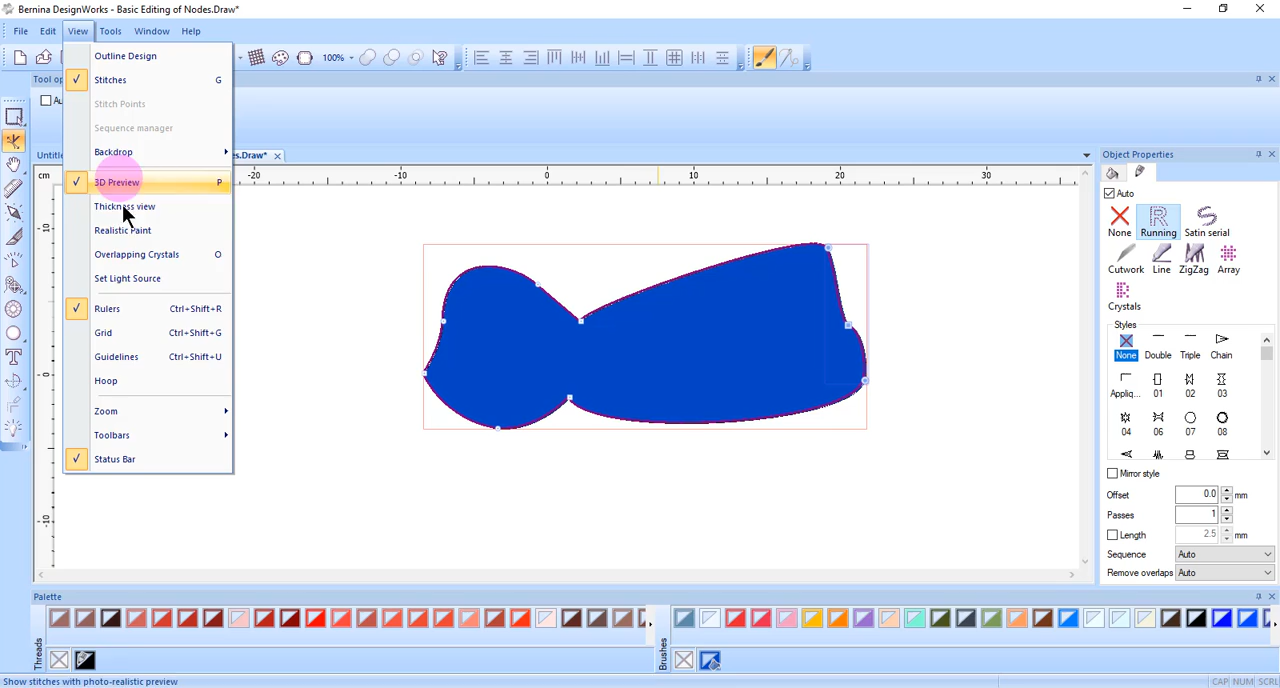 Bernina DesignWorks - Basic Editing of Nodes.Draw*
File Edit View Tools Window Help
100%
Tool op
Au
Outline Design
Stitches G
Stitch Points
Sequence manager
Backdrop
3D Preview P
Thickness view
Realistic Paint
Overlapping Crystals O
Set Light Source
Rulers Ctrl+Shift+R
Grid Ctrl+Shift+G
Guidelines Ctrl+Shift+U
Hoop
Zoom
Toolbars
Status Bar
Untitle
es.Draw*
cm
-20 -10 0 10 20 30
-10
-0
-10
Object Properties
Auto
None Running Satin serial
Cutwork Line ZigZag Array
Crystals
Styles
None Double Triple Chain
Appliq... 01 02 03
04 06 07 08
Mirror style
Offset 0.0 mm
Passes 1
Length 2.5 mm
Sequence Auto
Remove overlaps Auto
Palette
Threads
Brushes
Show stitches with photo-realistic preview
CAP NUM SCRL